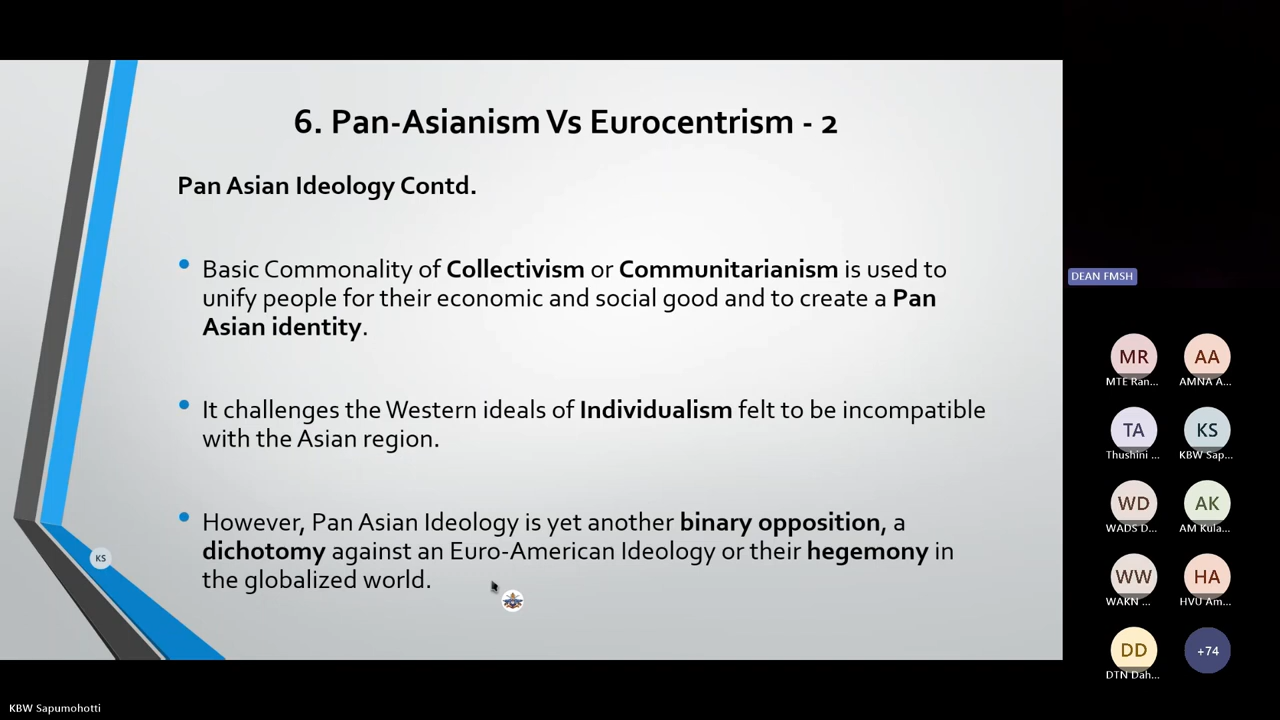 6. Pan-Asianism Vs Eurocentrism - 2
Pan Asian Ideology Contd.
Basic Commonality of Collectivism or Communitarianism is used to
unify people for their economic and social good and to create a Pan
Asian identity.
It challenges the Western ideals of Individualism felt to be incompatible
with the Asian region.
However, Pan Asian Ideology is yet another binary opposition, a
dichotomy against an Euro-American Ideology or their hegemony in
the globalized world.
KS
KBW Sapumohotti
DEAN FMSH
MR
MTE Ran...
AA
AMNA A...
TA
Thushini ...
KS
KBW Sap...
WD
WADS D...
AK
AM Kula...
WW
WAKN ...
HA
HVU Am...
DD
DTN Dah...
+74